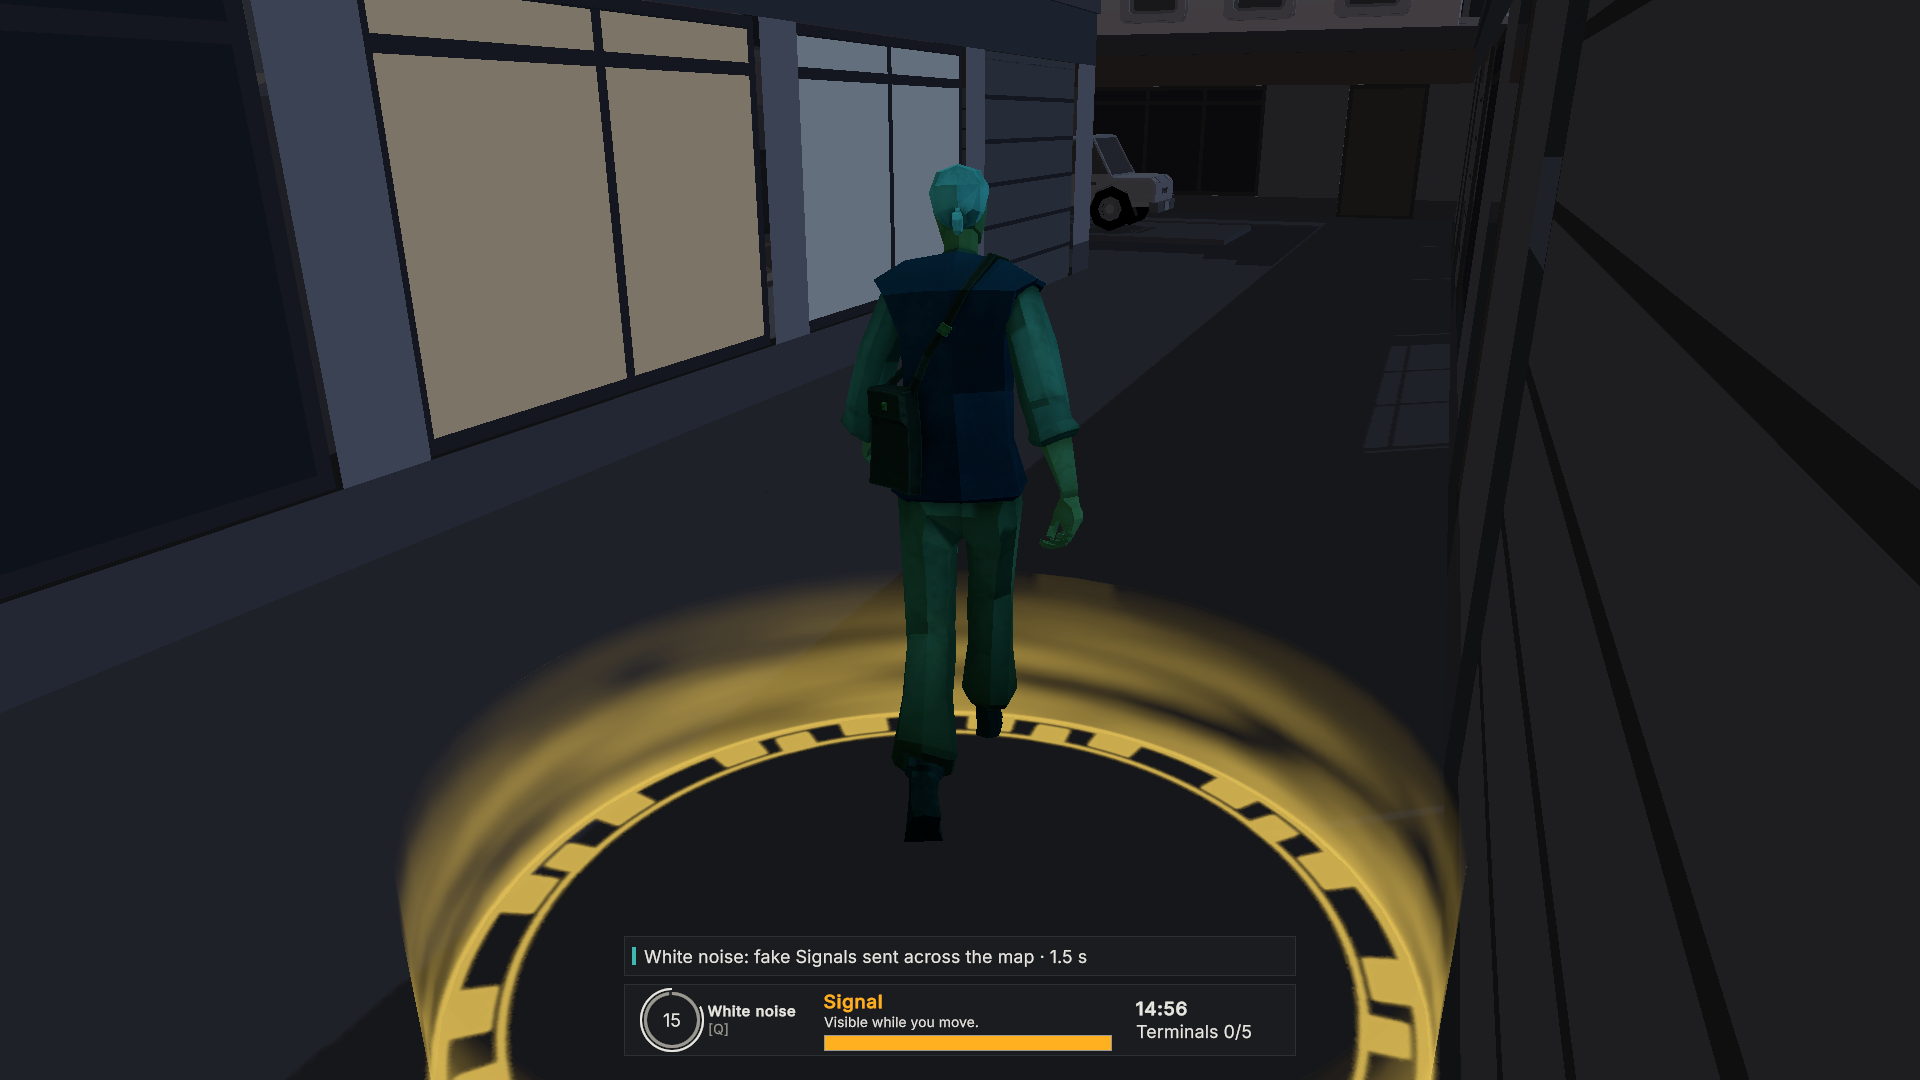 White noise: fake Signals sent across the map · 1.5 s
15
White noise
[Q]
Signal
Visible while you move.
14:56
Terminals 0/5